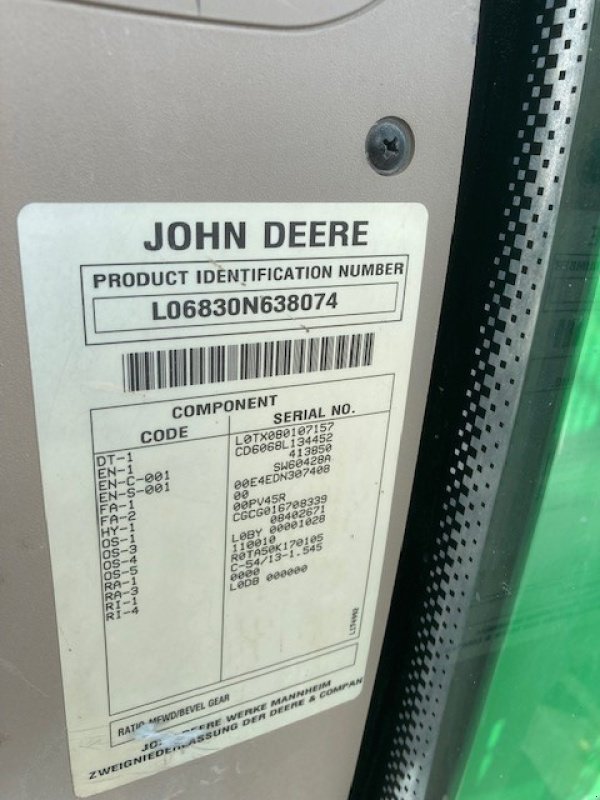 JOHN DEERE
PRODUCT IDENTIFICATION NUMBER
L06830N638074
COMPONENT
CODE SERIAL NO.
DT-1 L0TX080107157
EN-1 CD6068L134452
EN-C-001 413850
EN-S-001 SW60428A
FA-1 00E4EDN307408
FA-2 00
HY-1 00PV45R
OS-1 CGCG016708339
OS-3 08402671
OS-4 L0BY 00001028
OS-5 110010
RA-1 R0TA50K170105
RA-3 C-54/13-1.545
RI-1 0000
RI-4 L0DB 000000
RATIO MFWD/BEVEL GEAR
JOHN DEERE WERKE MANNHEIM
ZWEIGNIEDERLASSUNG DER DEERE & COMPAN